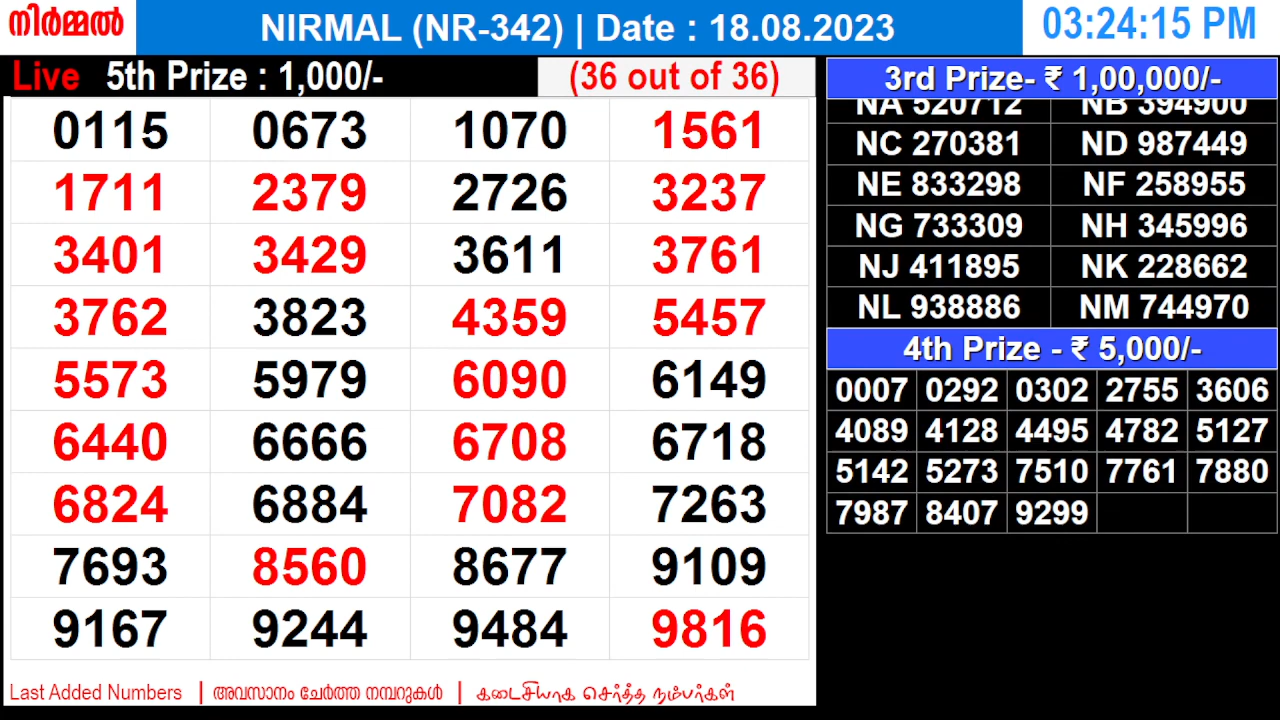 നിർമ്മൽ NIRMAL (NR-342) | Date : 18.08.2023 03:24:15 PM
Live 5th Prize : 1,000/- (36 out of 36)
0115 0673 1070 1561
1711 2379 2726 3237
3401 3429 3611 3761
3762 3823 4359 5457
5573 5979 6090 6149
6440 6666 6708 6718
6824 6884 7082 7263
7693 8560 8677 9109
9167 9244 9484 9816
Last Added Numbers | അവസാനം ചേർത്ത നമ്പറുകൾ | கடைசியாக சேர்த்த நம்பர்கள்
3rd Prize- ₹ 1,00,000/-
NA 520712 NB 394900
NC 270381 ND 987449
NE 833298 NF 258955
NG 733309 NH 345996
NJ 411895 NK 228662
NL 938886 NM 744970
4th Prize - ₹ 5,000/-
0007 0292 0302 2755 3606
4089 4128 4495 4782 5127
5142 5273 7510 7761 7880
7987 8407 9299